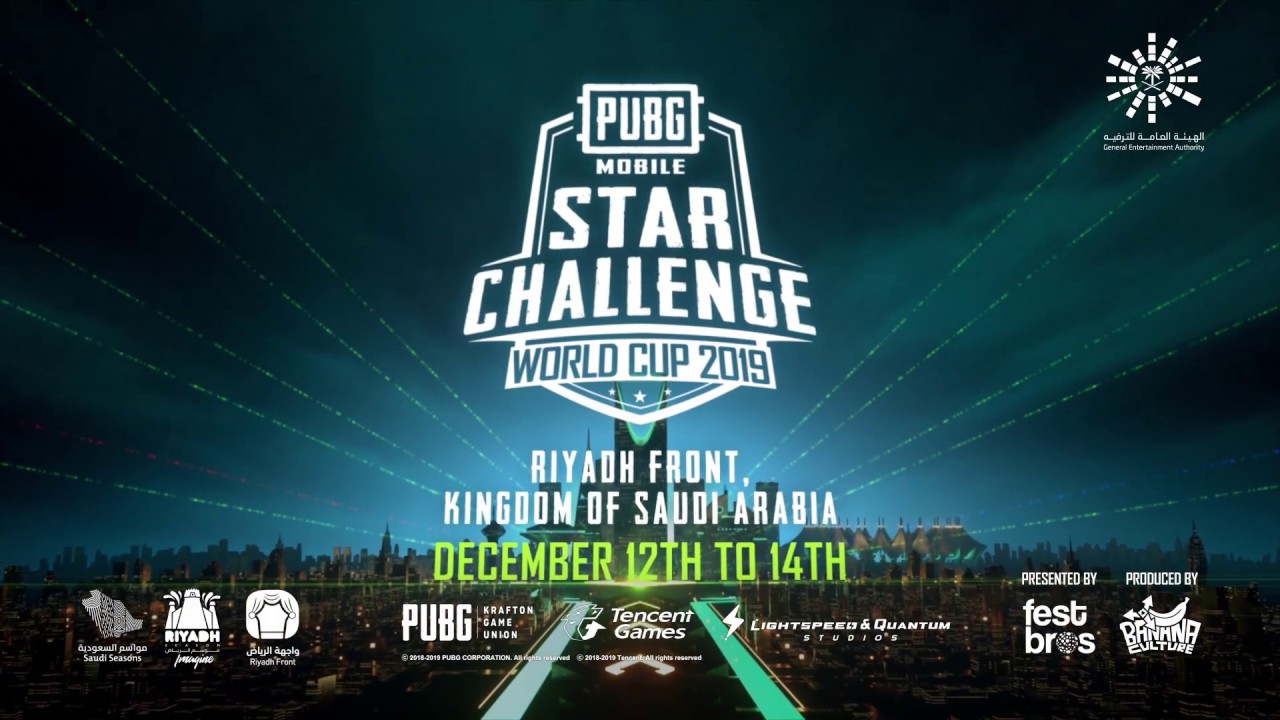 الهيئة العامة للترفيه
General Entertainment Authority
PUBG
MOBILE
STAR
CHALLENGE
WORLD CUP 2019
RIYADH FRONT,
KINGDOM OF SAUDI ARABIA
DECEMBER 12TH TO 14TH
مواسم السعودية
Saudi Seasons
RIYADH
SEASON
موسم الرياض
Imagine
واجهة الرياض
Riyadh Front
PUBG
KRAFTON
GAME
UNION
Tencent
Games
LIGHTSPEED & QUANTUM
STUDIOS
© 2018-2019 PUBG CORPORATION. All rights reserved
© 2018-2019 Tencent. All rights reserved
PRESENTED BY
fest
bros
PRODUCED BY
BANANA
CULTURE